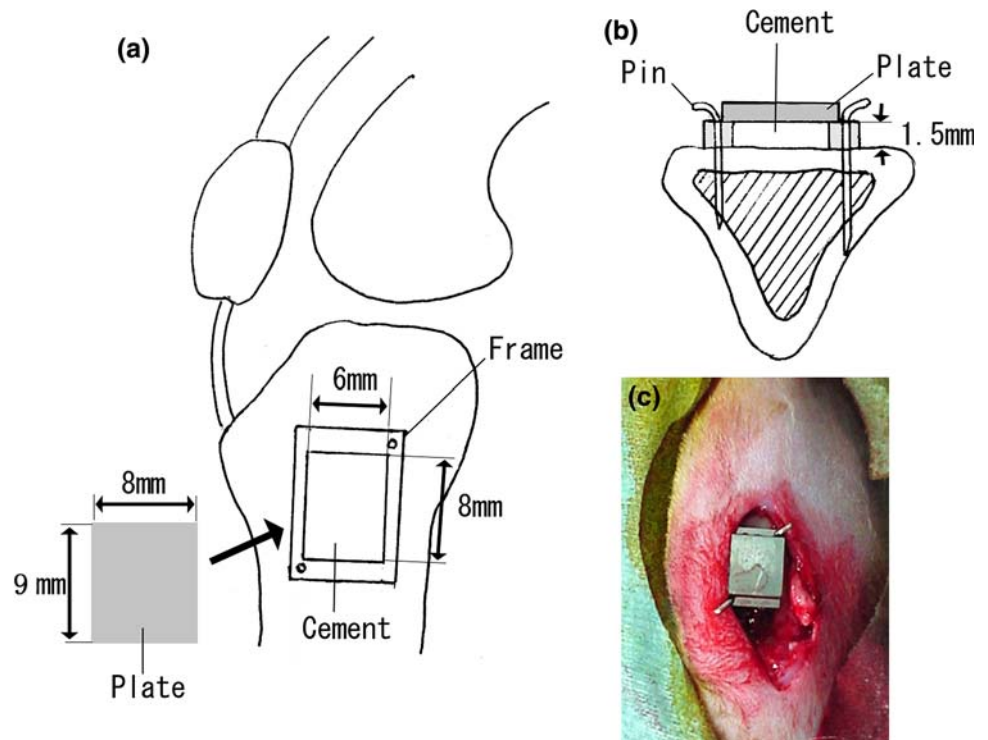 (a)
Frame
6mm
8mm
Cement
8mm
9 mm
Plate
(b)
Cement
Pin
Plate
1.5mm
(c)